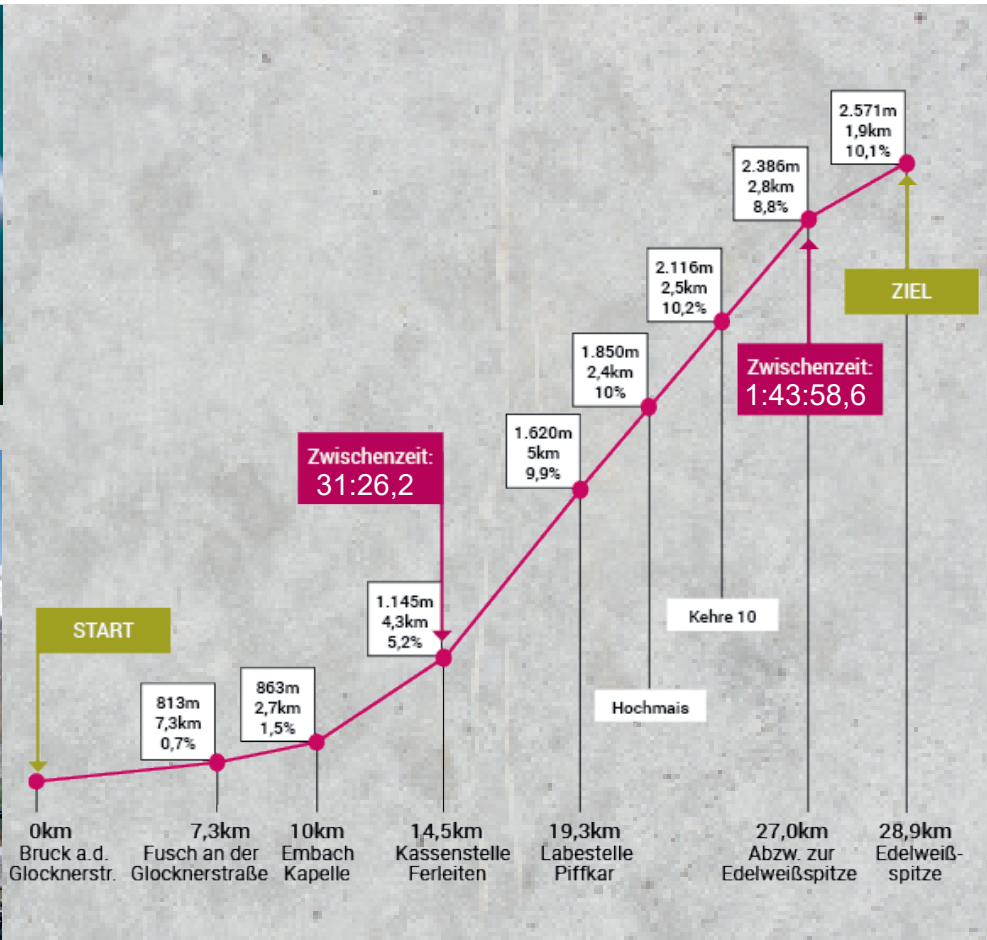 2.571m
1,9km
10,1%
2.386m
2,8km
8,8%
ZIEL
2.116m
2,5km
10,2%
1.850m
2,4km
10%
Zwischenzeit:
1:43:58,6
1.620m
5km
9,9%
Zwischenzeit:
31:26,2
1.145m
4,3km
5,2%
START
Kehre 10
863m
2,7km
1,5%
813m
7,3km
0,7%
Hochmais
0km
Bruck a.d.
Glocknerstr.
7,3km
Fusch an der
Glocknerstraße
10km
Embach
Kapelle
14,5km
Kassenstelle
Ferleiten
19,3km
Labestelle
Piffkar
27,0km
Abzw. zur
Edelweißspitze
28,9km
Edelweiß-
spitze